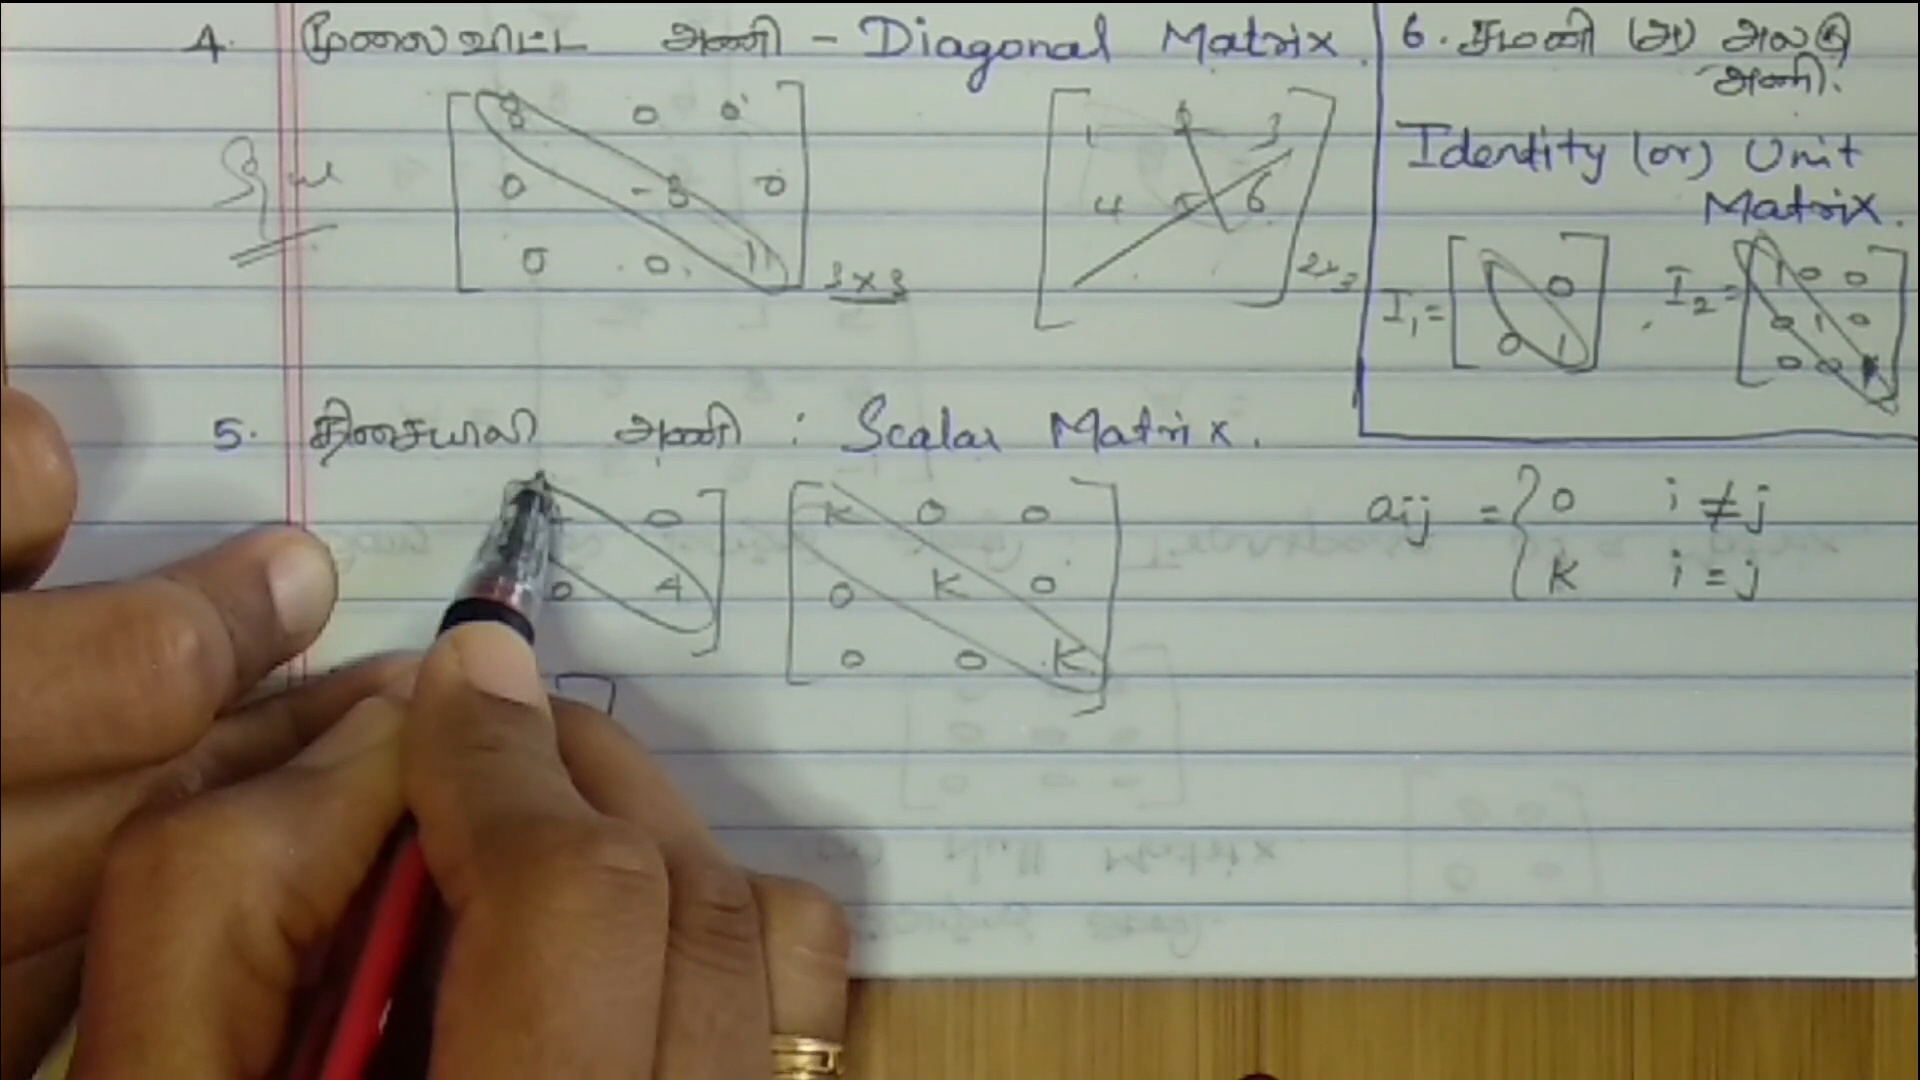 4. மூலைவிட்ட அணி - Diagonal Matrix.
8 0 0
0 -3 0
0 0 11
3×3
1 2 3
4 5 6
2×3
5. திசையிலி அணி : Scalar Matrix.
0
0 4
K 0 0
0 K 0
0 0 K
aij = { 0 i ≠ j
K i = j
6. சமனி (அ) அலகு
அணி.
Identity (or) Unit
Matrix.
I₁ = 0
0 1
I₂ = 1 0 0
0 1 0
0 0 1